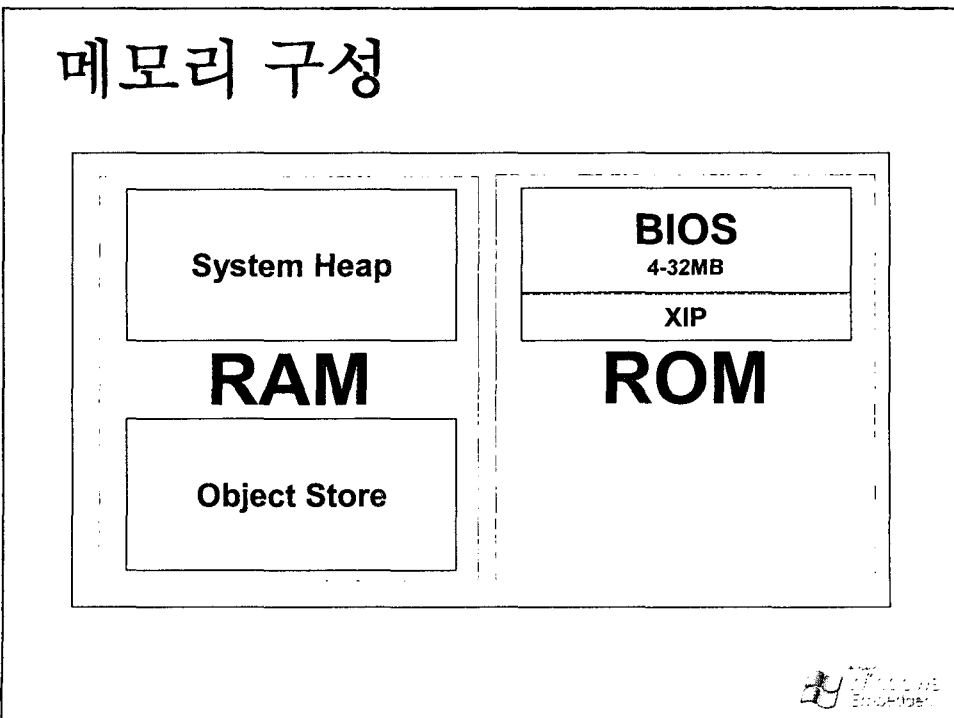 메모리 구성
System Heap
RAM
Object Store
BIOS
4-32MB
XIP
ROM